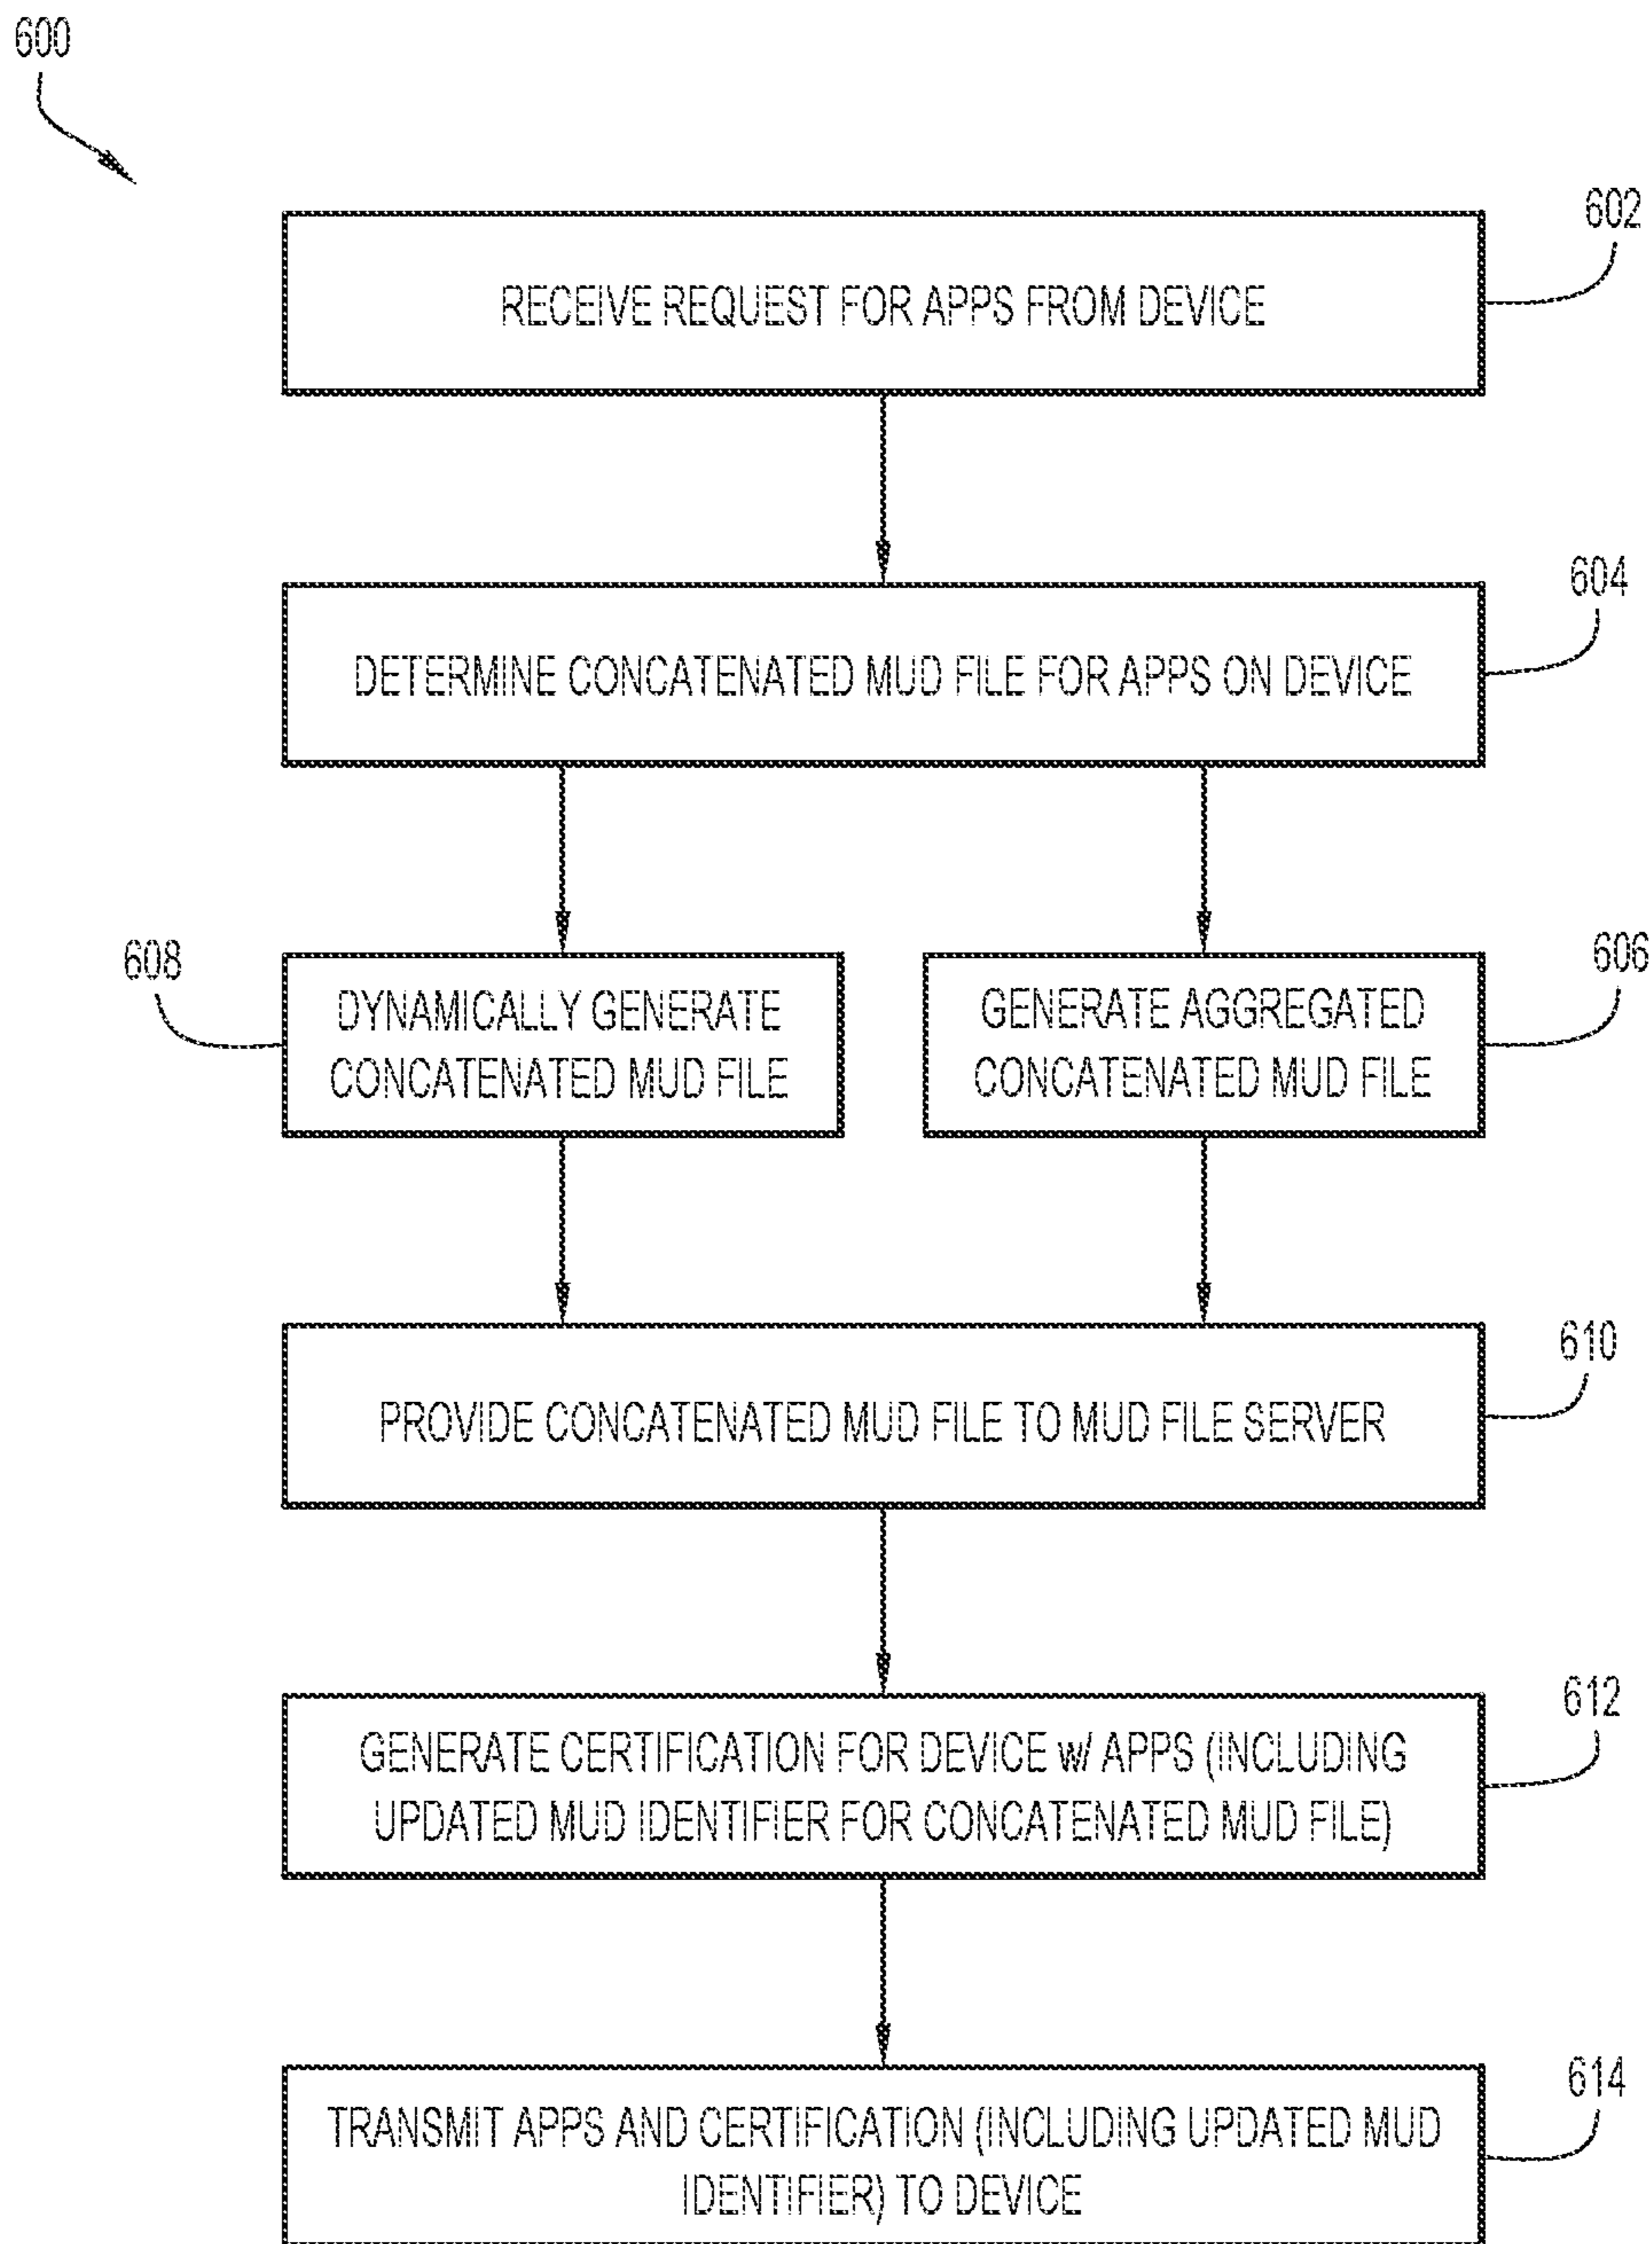 600
602
RECEIVE REQUEST FOR APPS FROM DEVICE
604
DETERMINE CONCATENATED MUD FILE FOR APPS ON DEVICE
608
DYNAMICALLY GENERATE
CONCATENATED MUD FILE
606
GENERATE AGGREGATED
CONCATENATED MUD FILE
610
PROVIDE CONCATENATED MUD FILE TO MUD FILE SERVER
612
GENERATE CERTIFICATION FOR DEVICE w/ APPS (INCLUDING
UPDATED MUD IDENTIFIER FOR CONCATENATED MUD FILE)
614
TRANSMIT APPS AND CERTIFICATION (INCLUDING UPDATED MUD
IDENTIFIER) TO DEVICE